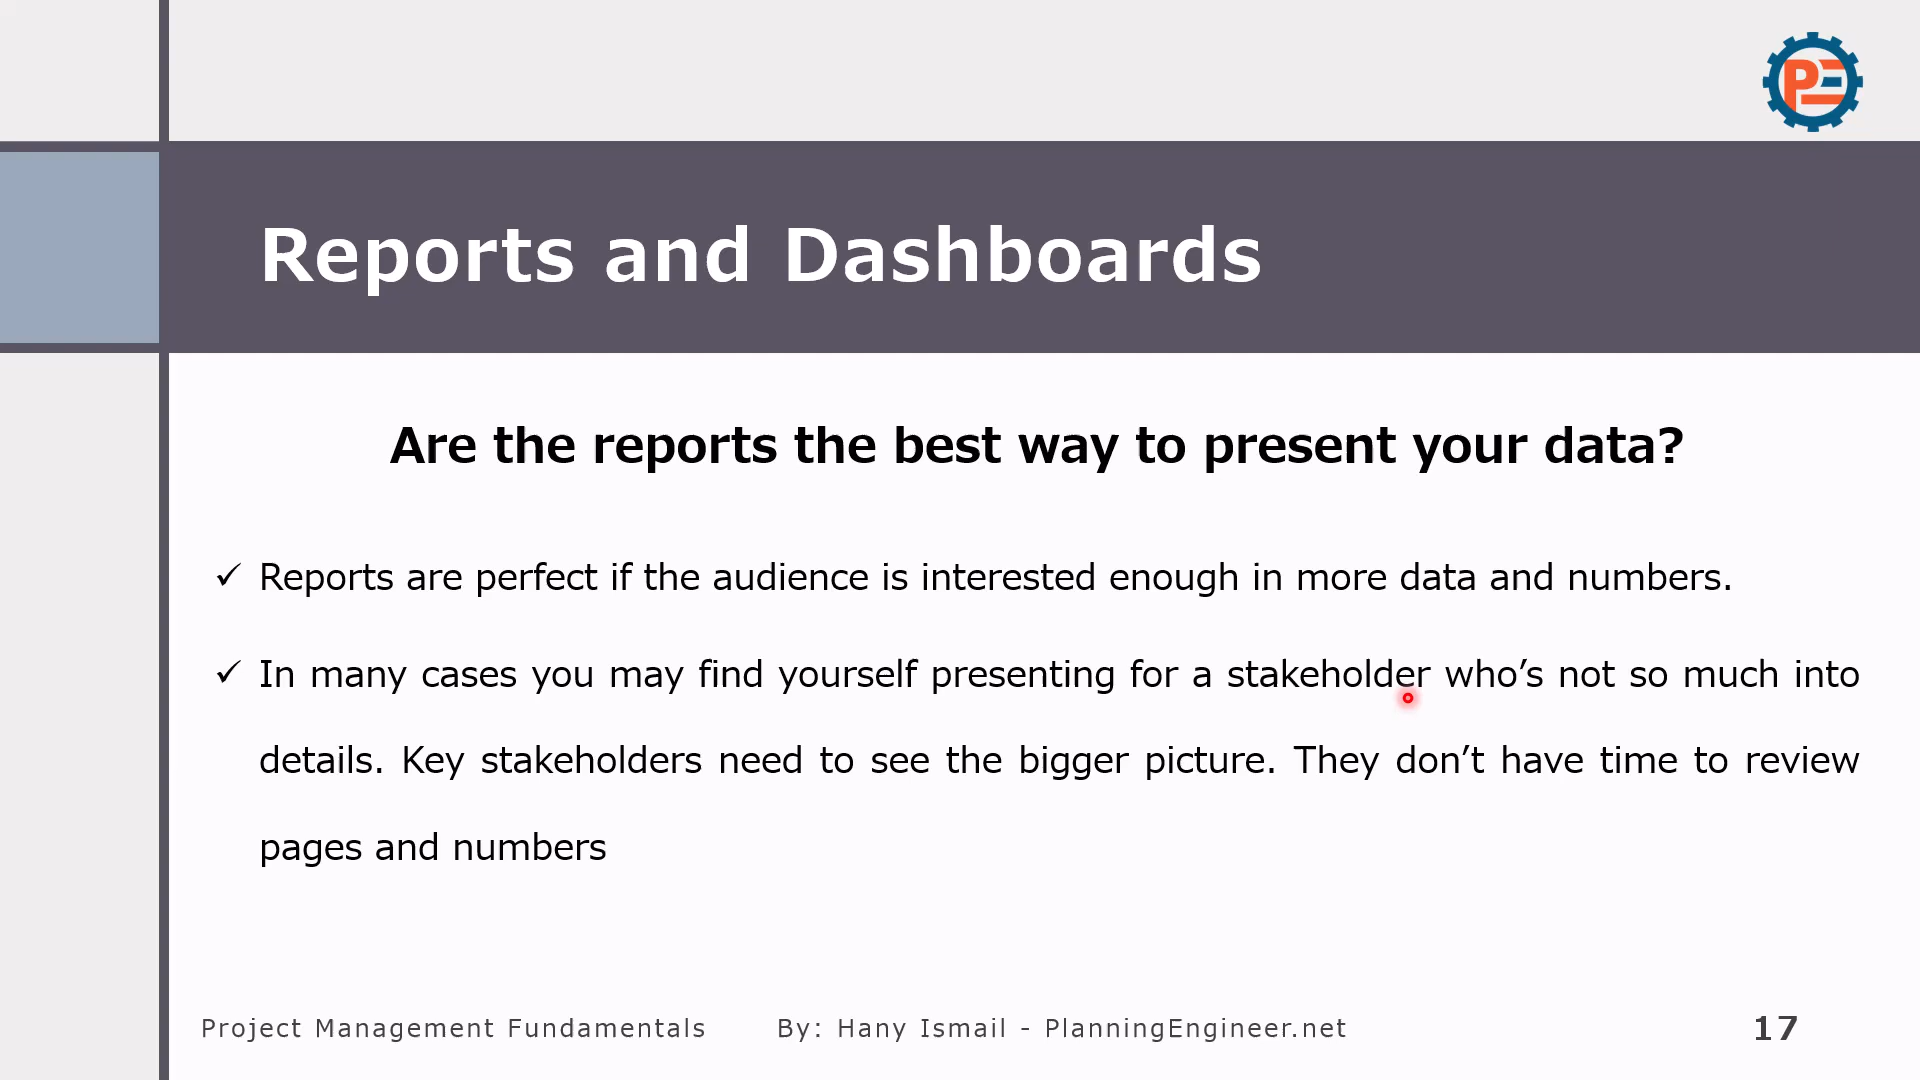 PE
Reports and Dashboards
Are the reports the best way to present your data?
✓ Reports are perfect if the audience is interested enough in more data and numbers.
✓ In many cases you may find yourself presenting for a stakeholder who’s not so much into
details. Key stakeholders need to see the bigger picture. They don’t have time to review
pages and numbers
Project Management Fundamentals By: Hany Ismail - PlanningEngineer.net 17